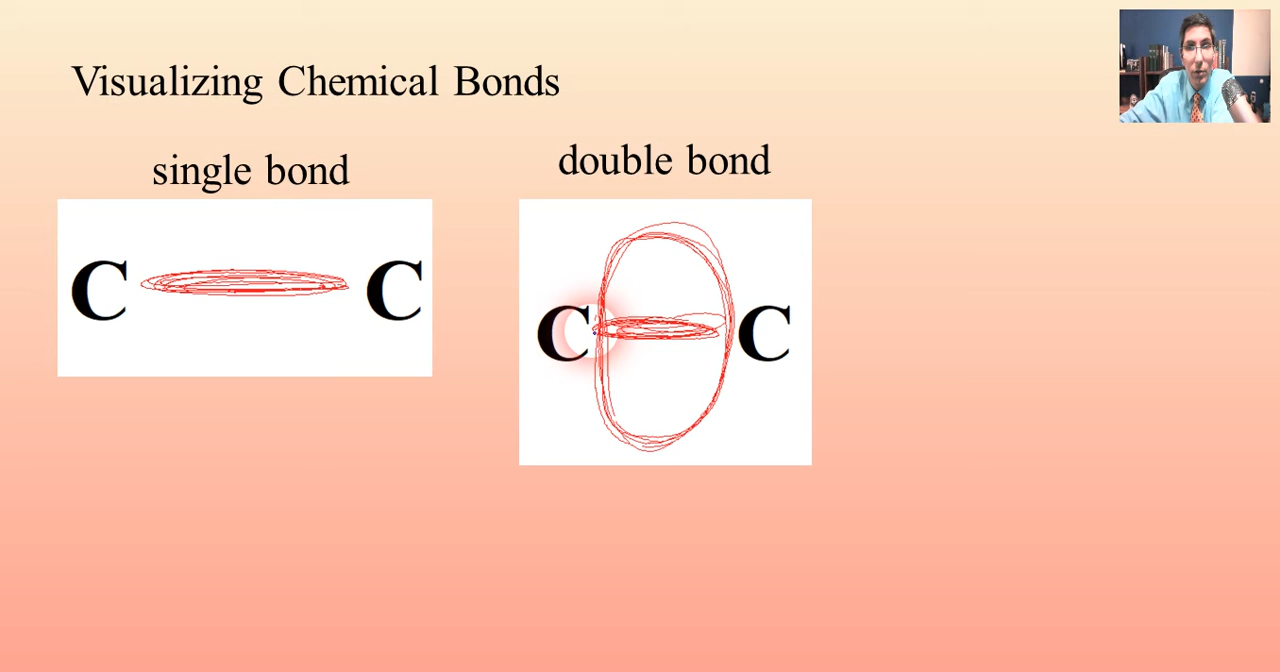 Visualizing Chemical Bonds
single bond
C C
double bond
C C